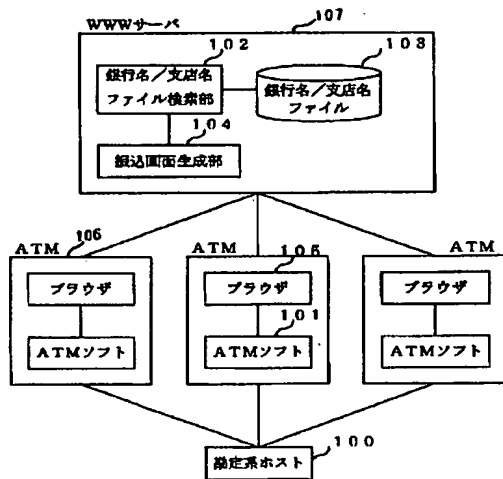 WWWサーバ
107
102
103
銀行名／支店名
ファイル検索部
銀行名／支店名
ファイル
104
振込画面生成部
ATM
106
ATM
105
ATM
ブラウザ
ブラウザ
ブラウザ
101
ATMソフト
ATMソフト
ATMソフト
勘定系ホスト
100